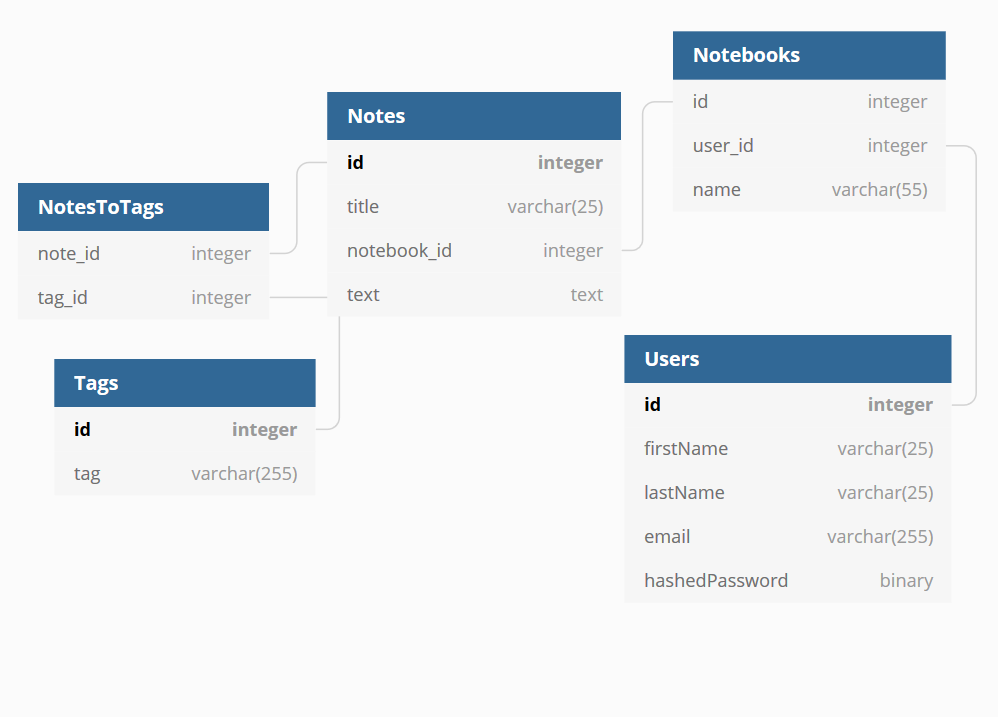 NotesToTags
note_id integer
tag_id integer
Tags
id integer
tag varchar(255)
Notes
id integer
title varchar(25)
notebook_id integer
text text
Notebooks
id integer
user_id integer
name varchar(55)
Users
id integer
firstName varchar(25)
lastName varchar(25)
email varchar(255)
hashedPassword binary